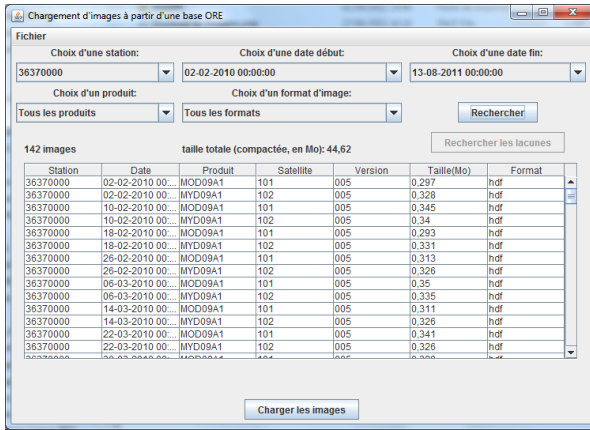 Chargement d'images à partir d'une base ORE
Fichier
Choix d'une station: Choix d'une date début: Choix d'une date fin:
36370000 02-02-2010 00:00:00 13-08-2011 00:00:00
Choix d'un produit: Choix d'un format d'image:
Tous les produits Tous les formats Rechercher
142 images taille totale (compactée, en Mo): 44,62 Rechercher les lacunes
Station Date Produit Satellite Version Taille(Mo) Format
36370000 02-02-2010 00:... MOD09A1 101 005 0,297 hdf
36370000 02-02-2010 00:... MYD09A1 102 005 0,328 hdf
36370000 10-02-2010 00:... MOD09A1 101 005 0,345 hdf
36370000 10-02-2010 00:... MYD09A1 102 005 0,34 hdf
36370000 18-02-2010 00:... MOD09A1 101 005 0,293 hdf
36370000 18-02-2010 00:... MYD09A1 102 005 0,331 hdf
36370000 26-02-2010 00:... MOD09A1 101 005 0,313 hdf
36370000 26-02-2010 00:... MYD09A1 102 005 0,326 hdf
36370000 06-03-2010 00:... MOD09A1 101 005 0,35 hdf
36370000 06-03-2010 00:... MYD09A1 102 005 0,335 hdf
36370000 14-03-2010 00:... MOD09A1 101 005 0,311 hdf
36370000 14-03-2010 00:... MYD09A1 102 005 0,326 hdf
36370000 22-03-2010 00:... MOD09A1 101 005 0,341 hdf
36370000 22-03-2010 00:... MYD09A1 102 005 0,326 hdf
Charger les images